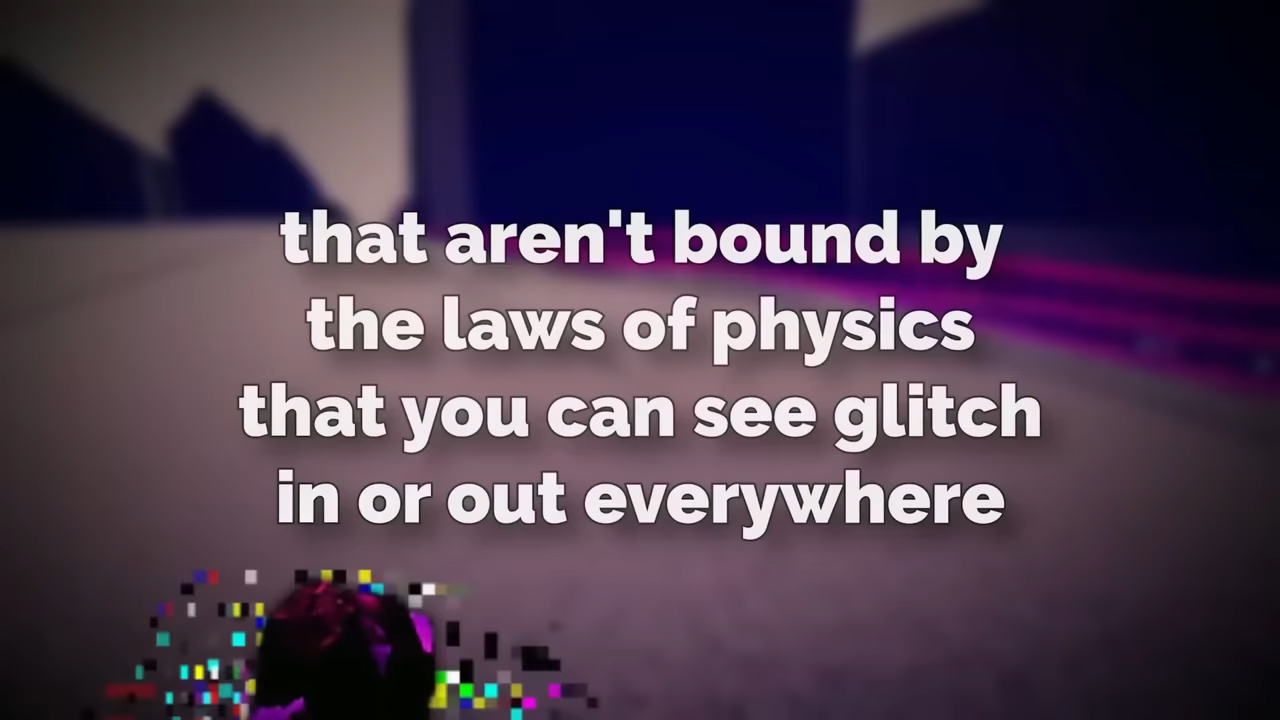 that aren't bound by
the laws of physics
that you can see glitch
in or out everywhere